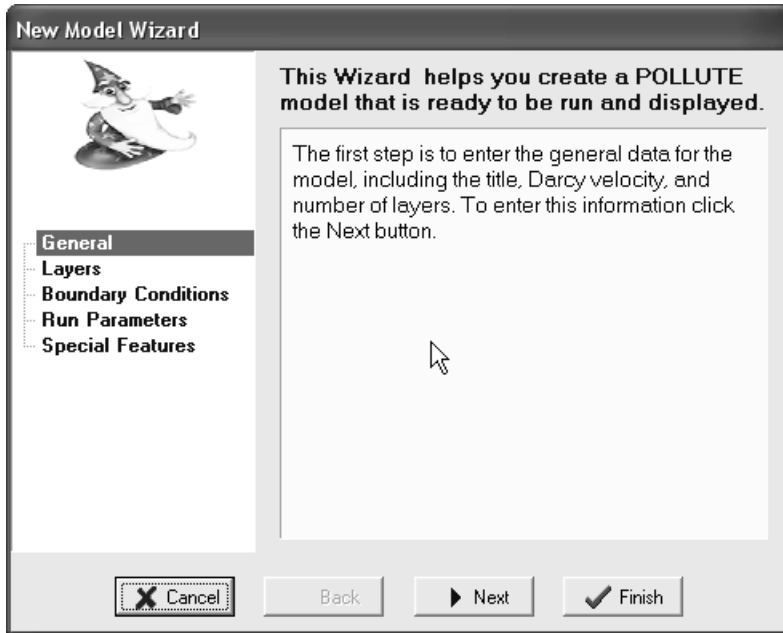 New Model Wizard
This Wizard helps you create a POLLUTE
model that is ready to be run and displayed.
The first step is to enter the general data for the
model, including the title, Darcy velocity, and
number of layers. To enter this information click
the Next button.
General
Layers
Boundary Conditions
Run Parameters
Special Features
Cancel
Back
Next
Finish